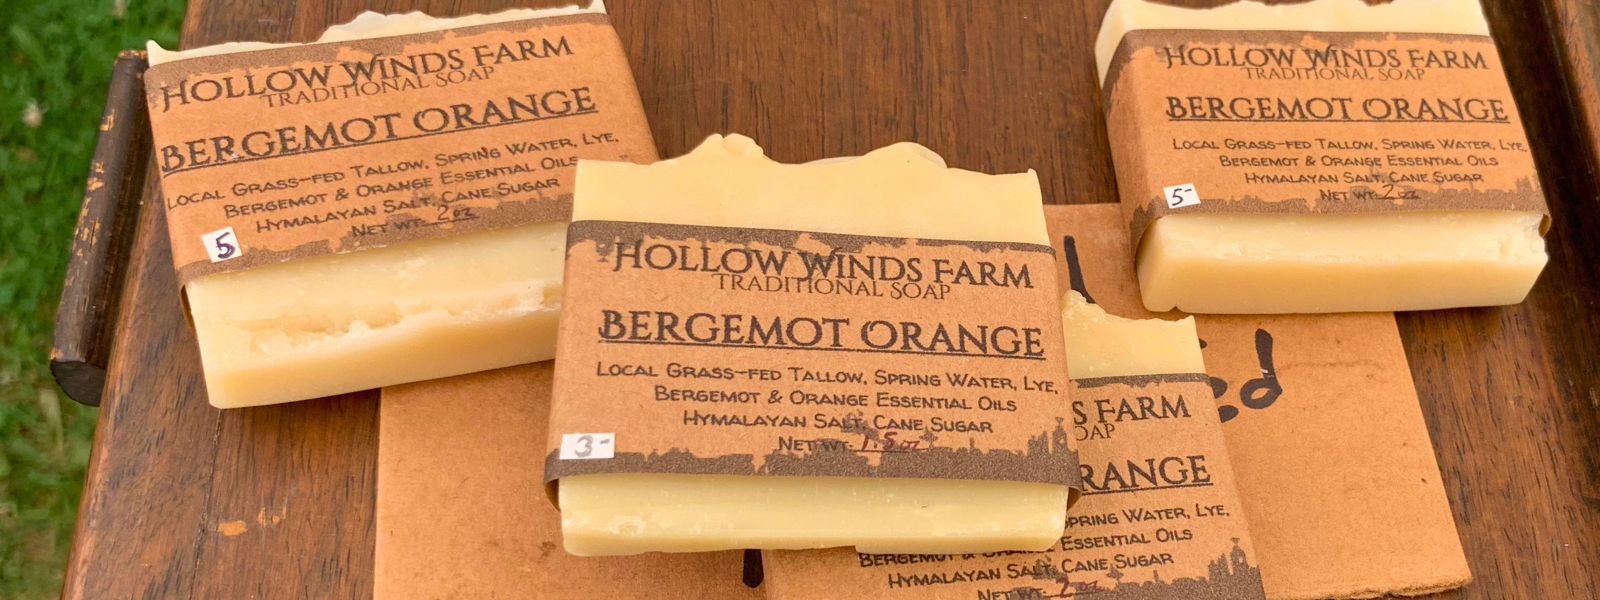 HOLLOW WINDS FARM
TRADITIONAL SOAP
BERGEMOT ORANGE
LOCAL GRASS-FED TALLOW, SPRING WATER, LYE,
BERGEMOT & ORANGE ESSENTIAL OILS
HYMALAYAN SALT, CANE SUGAR
NET WT: 2oz
5
HOLLOW WINDS FARM
TRADITIONAL SOAP
BERGEMOT ORANGE
LOCAL GRASS-FED TALLOW, SPRING WATER, LYE,
BERGEMOT & ORANGE ESSENTIAL OILS
HYMALAYAN SALT, CANE SUGAR
NET WT: 1.5oz
3-
HOLLOW WINDS FARM
TRADITIONAL SOAP
BERGEMOT ORANGE
LOCAL GRASS-FED TALLOW, SPRING WATER, LYE,
BERGEMOT & ORANGE ESSENTIAL OILS
HYMALAYAN SALT, CANE SUGAR
NET WT: 2oz
5-
FARM
SPRING WATER, LYE,
BERGEMOT & ORANGE ESSENTIAL OILS
HYMALAYAN SALT, CANE SUGAR
NET WT: 2oz